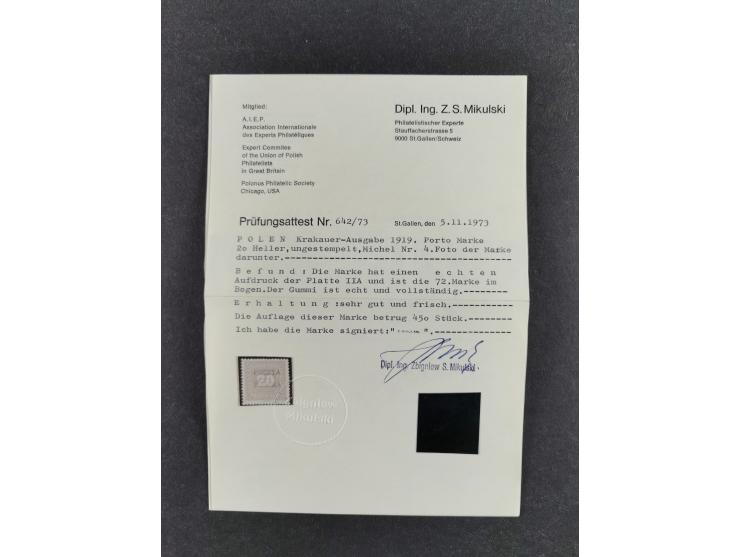 Mitglied:
A.I.E.P.
Association Internationale
des Experts Philatéliques
Expert Commitee
of the Union of Polish
Philatelists
in Great Britain
Polonus Philatelic Society
Chicago, USA
Dipl. Ing. Z. S. Mikulski
Philatelistischer Experte
Stauffacherstrasse 5
9000 St.Gallen/Schweiz
Prüfungsattest Nr. 642/73 St.Gallen, den 5.11.1973
P O L E N Krakauer-Ausgabe 1919. Porto Marke
2o Heller,ungestempelt,Michel Nr. 4.Foto der Marke
darunter.------------------------------------------
B e f u n d : Die Marke hat einen e c h t e n
Aufdruck der Platte IIA und ist die 72.Marke im
Bogen.Der Gummi ist echt und vollständig.--------
E r h a l t u n g :sehr gut und frisch.-----------
Die Auflage dieser Marke betrug 45o Stück.-------
Ich habe die Marke signiert:" ".---------------
Dipl. Ing. Zbigniew S. Mikulski
20
Zbigniew
Mikulski